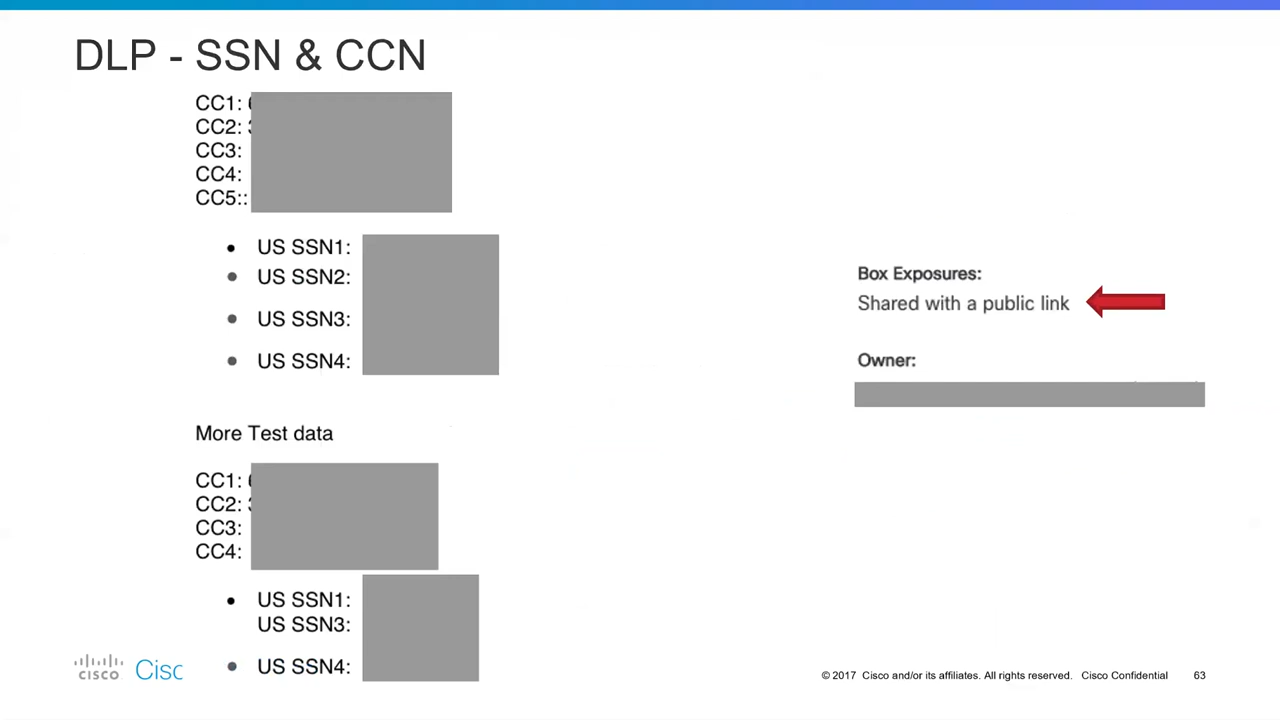 DLP - SSN & CCN
CC1:
CC2:
CC3:
CC4:
CC5::
• US SSN1:
• US SSN2:
• US SSN3:
• US SSN4:
Box Exposures:
Shared with a public link
Owner:
More Test data
CC1:
CC2:
CC3:
CC4:
• US SSN1:
US SSN3:
• US SSN4:
cisco Cisc
© 2017 Cisco and/or its affiliates. All rights reserved. Cisco Confidential 63